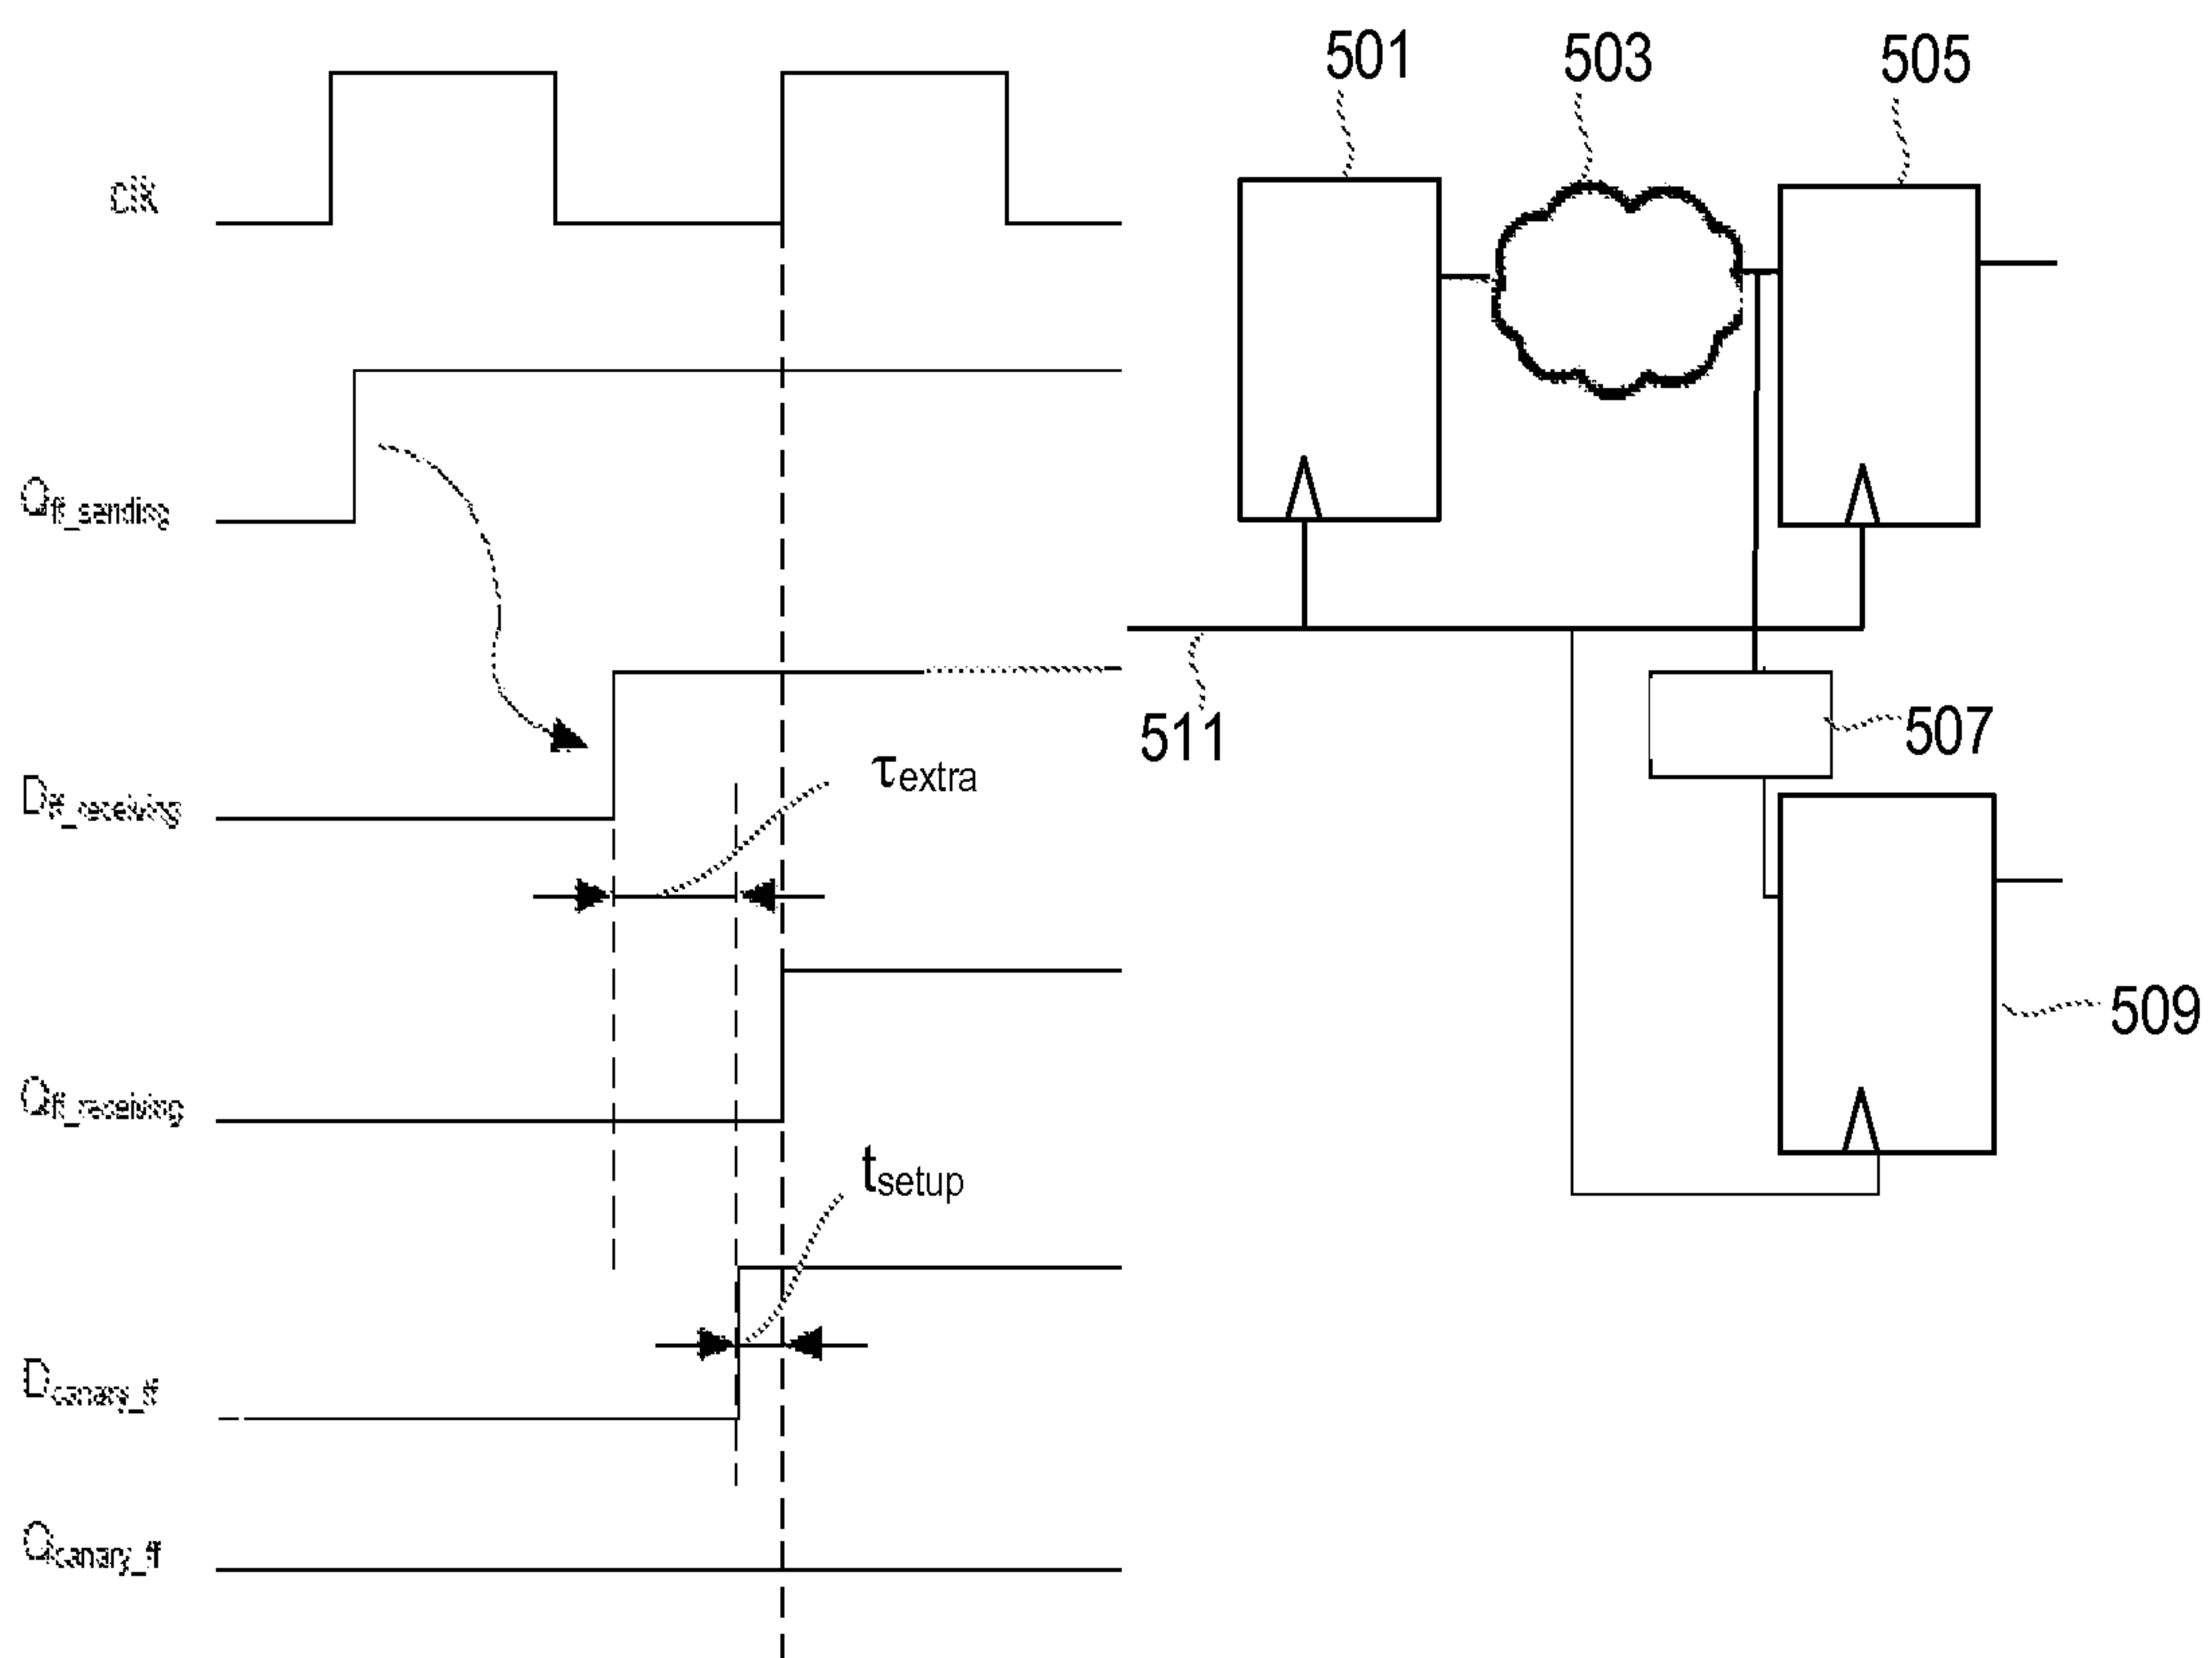 501
503
505
clk
Qff_sending
511
507
Dff_receiving
τextra
509
Qff_receiving
tsetup
Dcanary_ff
Qcanary_ff